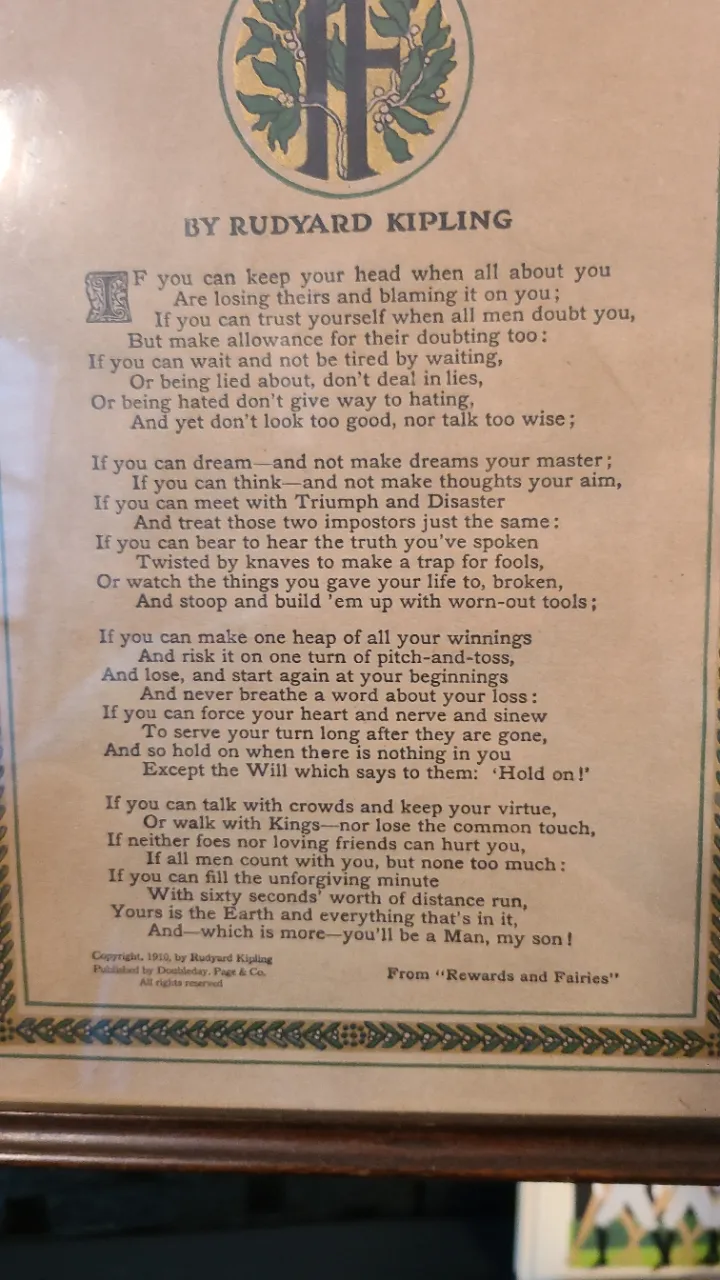 IF
BY RUDYARD KIPLING
IF you can keep your head when all about you
Are losing theirs and blaming it on you;
If you can trust yourself when all men doubt you,
But make allowance for their doubting too:
If you can wait and not be tired by waiting,
Or being lied about, don't deal in lies,
Or being hated don't give way to hating,
And yet don't look too good, nor talk too wise;
If you can dream—and not make dreams your master;
If you can think—and not make thoughts your aim,
If you can meet with Triumph and Disaster
And treat those two impostors just the same:
If you can bear to hear the truth you've spoken
Twisted by knaves to make a trap for fools,
Or watch the things you gave your life to, broken,
And stoop and build 'em up with worn-out tools;
If you can make one heap of all your winnings
And risk it on one turn of pitch-and-toss,
And lose, and start again at your beginnings
And never breathe a word about your loss:
If you can force your heart and nerve and sinew
To serve your turn long after they are gone,
And so hold on when there is nothing in you
Except the Will which says to them: 'Hold on!'
If you can talk with crowds and keep your virtue,
Or walk with Kings—nor lose the common touch,
If neither foes nor loving friends can hurt you,
If all men count with you, but none too much:
If you can fill the unforgiving minute
With sixty seconds' worth of distance run,
Yours is the Earth and everything that's in it,
And—which is more—you'll be a Man, my son!
Copyright, 1910, by Rudyard Kipling
Published by Doubleday, Page & Co.
All rights reserved
From "Rewards and Fairies"